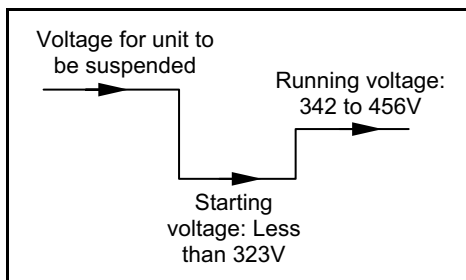 Voltage for unit to
be suspended
Running voltage:
342 to 456V
Starting
voltage: Less
than 323V